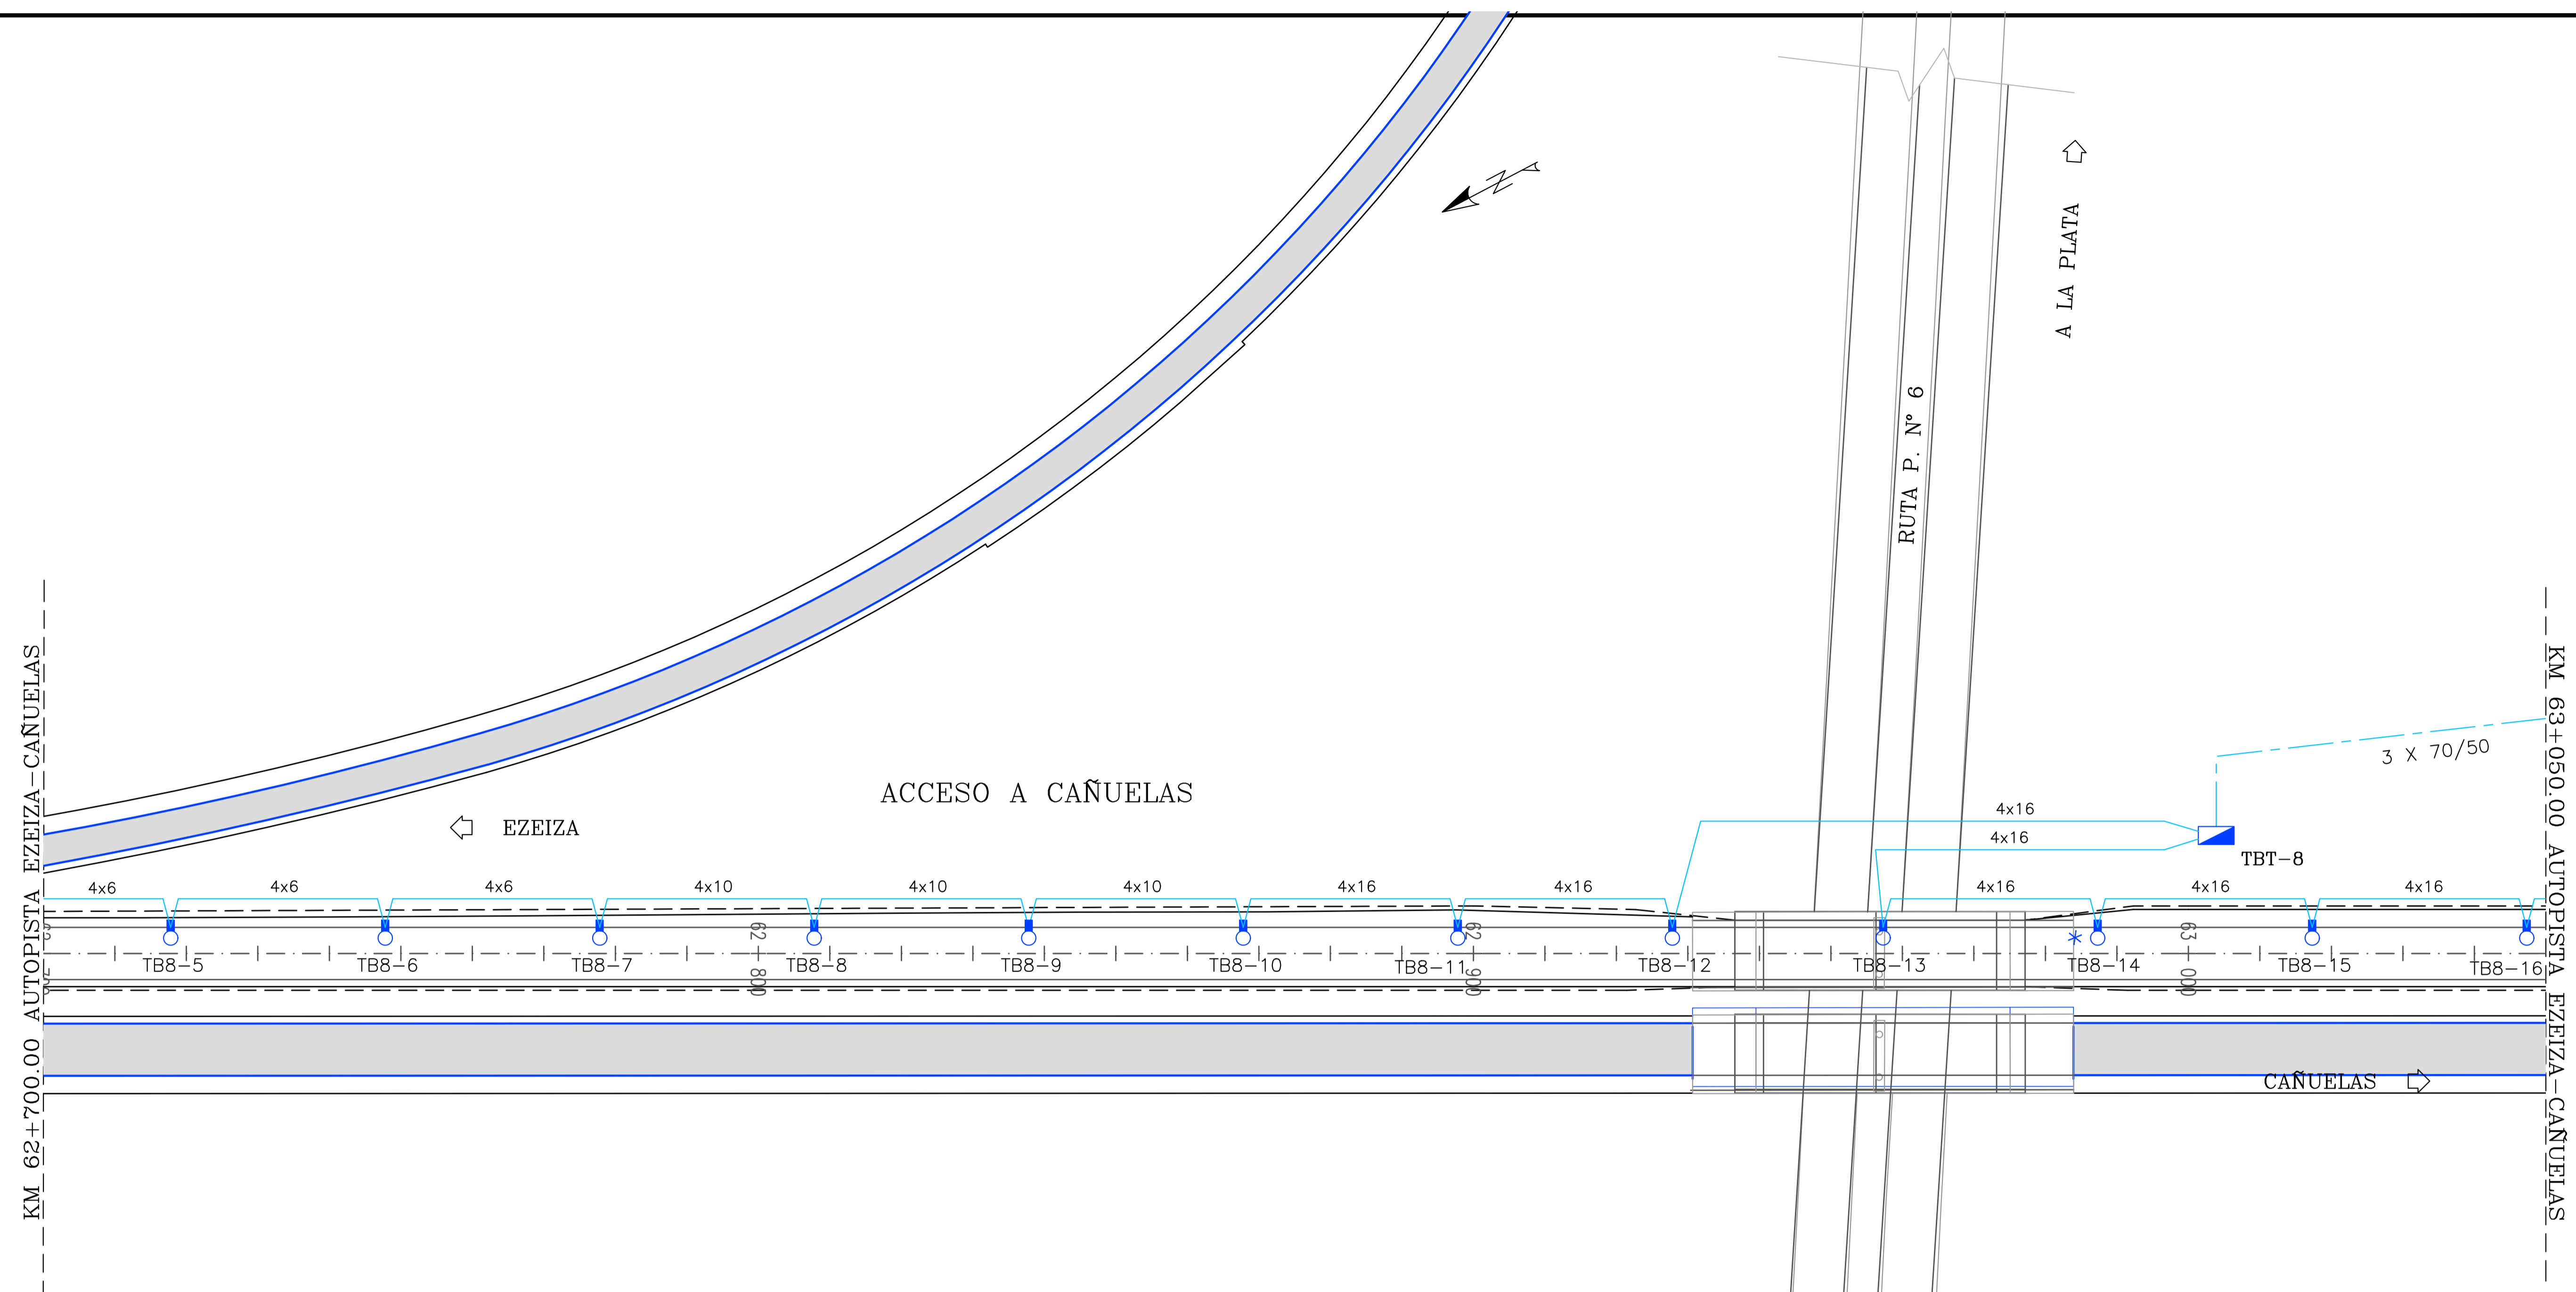 N
A LA PLATA
RUTA P. Nº 6
KM 62+700.00 AUTOPISTA EZEIZA-CAÑUELAS
KM 63+050.00 AUTOPISTA EZEIZA-CAÑUELAS
3 X 70/50
ACCESO A CAÑUELAS
EZEIZA
4x16
4x16
TBT-8
4x6
4x6
4x6
4x10
4x10
4x10
4x16
4x16
4x16
4x16
4x16
62
800
62
900
63
000
*
TB8-5
TB8-6
TB8-7
TB8-8
TB8-9
TB8-10
TB8-11
TB8-12
TB8-13
TB8-14
TB8-15
TB8-16
CAÑUELAS